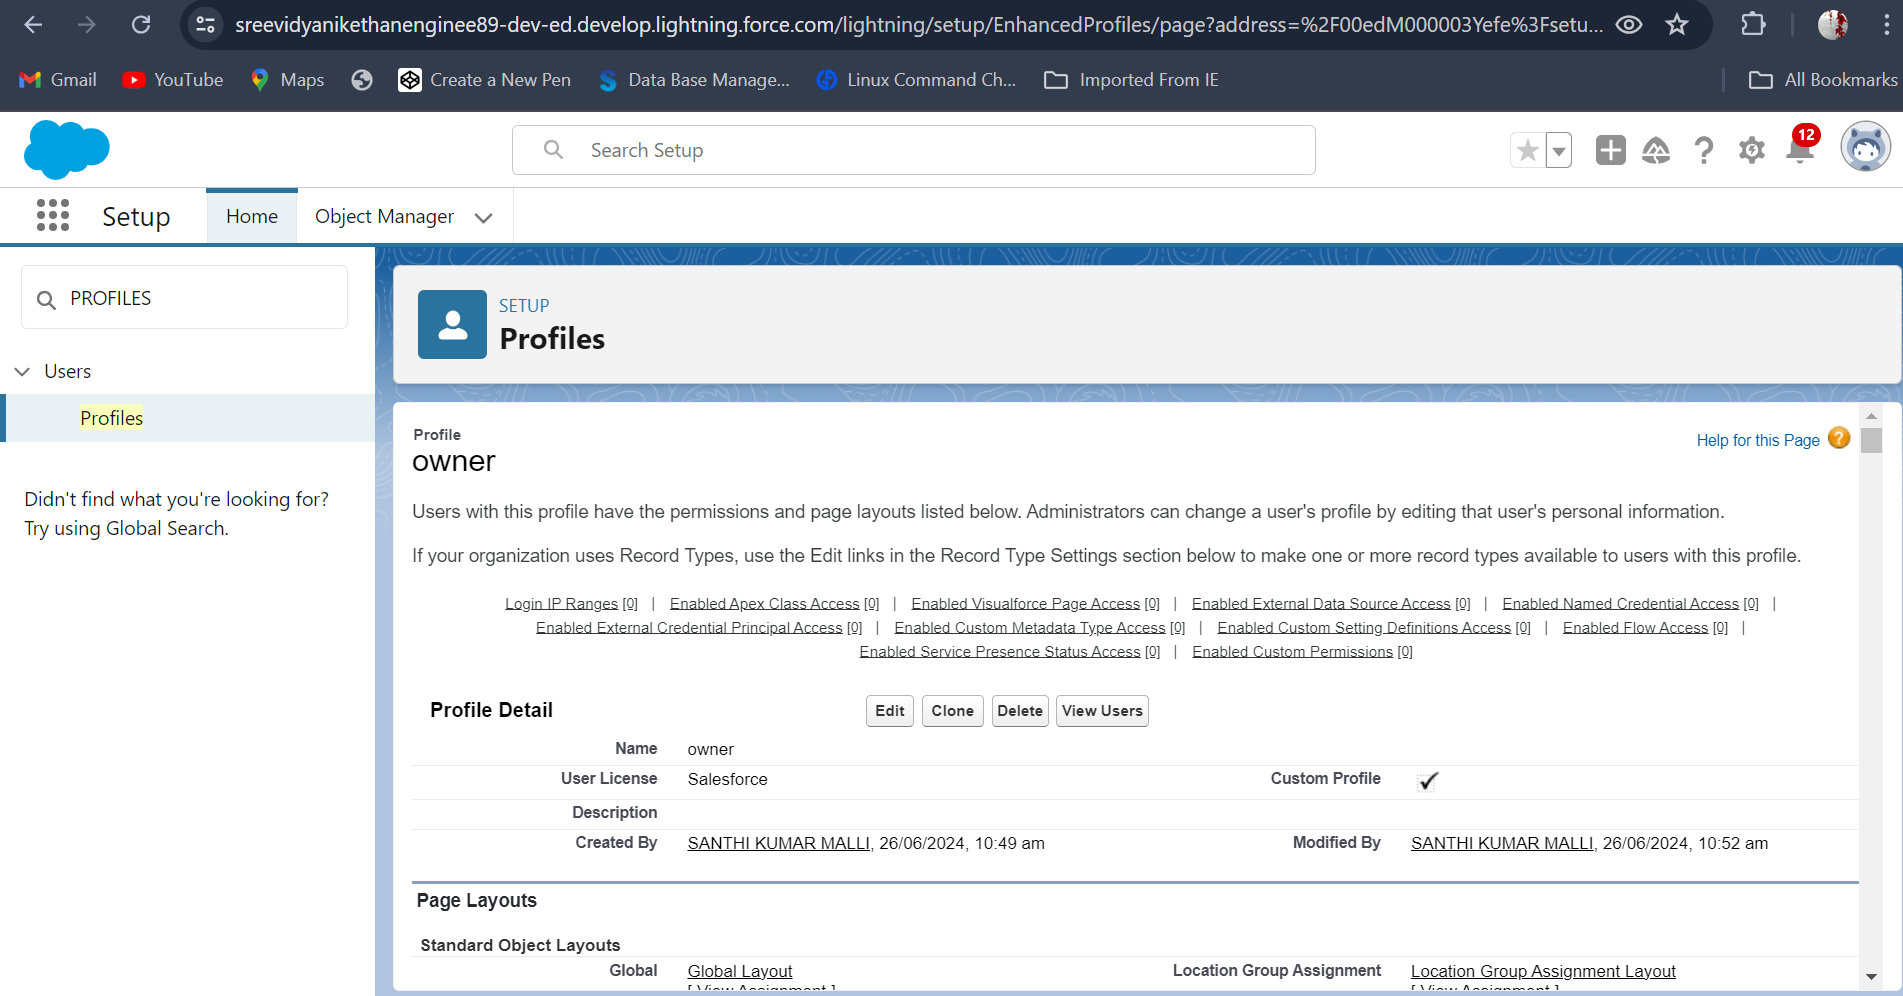 sreevidyanikethanenginee89-dev-ed.develop.lightning.force.com/lightning/setup/EnhancedProfiles/page?address=%2F00edM000003Yefe%3Fsetu...
Gmail YouTube Maps Create a New Pen Data Base Manage... Linux Command Ch... Imported From IE All Bookmarks
Search Setup
12
Setup Home Object Manager
PROFILES
Users
Profiles
Didn't find what you're looking for?
Try using Global Search.
SETUP
Profiles
Profile
owner
Help for this Page ?
Users with this profile have the permissions and page layouts listed below. Administrators can change a user's profile by editing that user's personal information.
If your organization uses Record Types, use the Edit links in the Record Type Settings section below to make one or more record types available to users with this profile.
Login IP Ranges [0] | Enabled Apex Class Access [0] | Enabled Visualforce Page Access [0] | Enabled External Data Source Access [0] | Enabled Named Credential Access [0] |
Enabled External Credential Principal Access [0] | Enabled Custom Metadata Type Access [0] | Enabled Custom Setting Definitions Access [0] | Enabled Flow Access [0] |
Enabled Service Presence Status Access [0] | Enabled Custom Permissions [0]
Profile Detail Edit Clone Delete View Users
Name owner
User License Salesforce Custom Profile
Description
Created By SANTHI KUMAR MALLI, 26/06/2024, 10:49 am Modified By SANTHI KUMAR MALLI, 26/06/2024, 10:52 am
Page Layouts
Standard Object Layouts
Global Global Layout Location Group Assignment Location Group Assignment Layout
[ View Assignment ] [ View Assignment ]